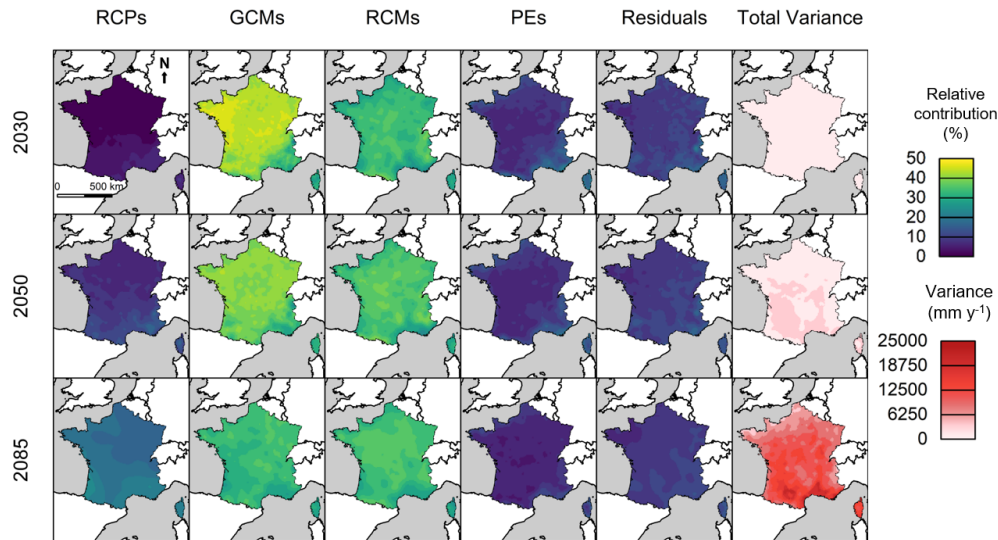 RCPs GCMs RCMs PEs Residuals Total Variance
N
2030
0 500 km
Relative
contribution
(%)
50
40
30
20
10
0
2050
Variance
(mm y-1)
25000
18750
12500
6250
0
2085